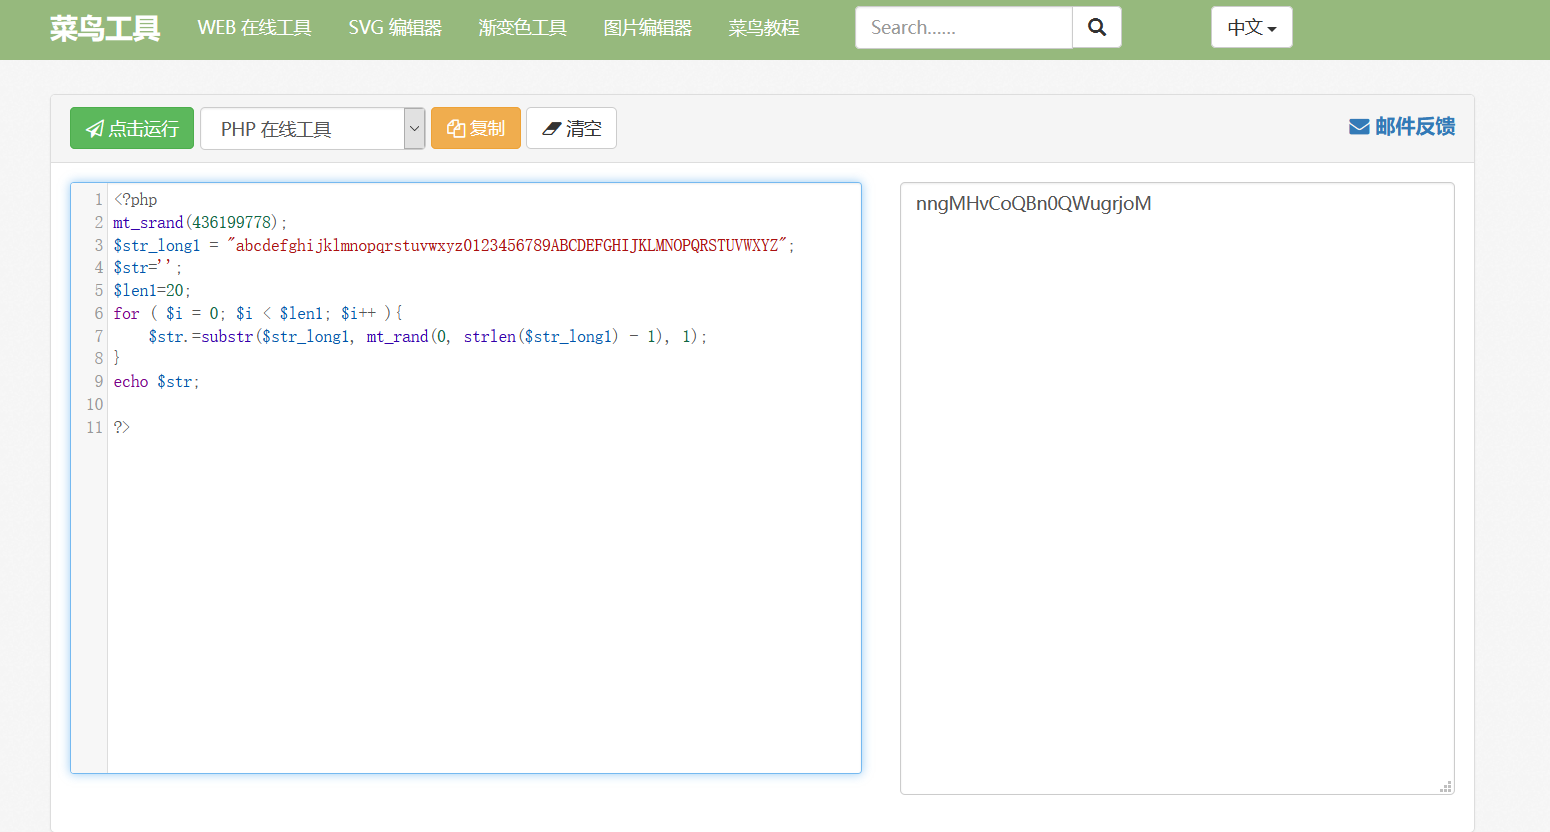 菜鸟工具 WEB 在线工具 SVG 编辑器 渐变色工具 图片编辑器 菜鸟教程 Search...... 中文
点击运行 PHP 在线工具 复制 清空 邮件反馈
1 <?php
2 mt_srand(436199778);
3 $str_long1 = "abcdefghijklmnopqrstuvwxyz0123456789ABCDEFGHIJKLMNOPQRSTUVWXYZ";
4 $str='';
5 $len1=20;
6 for ( $i = 0; $i < $len1; $i++ ){
7     $str.=substr($str_long1, mt_rand(0, strlen($str_long1) - 1), 1);
8 }
9 echo $str;
10
11 ?>
nngMHvCoQBn0QWugrjoM